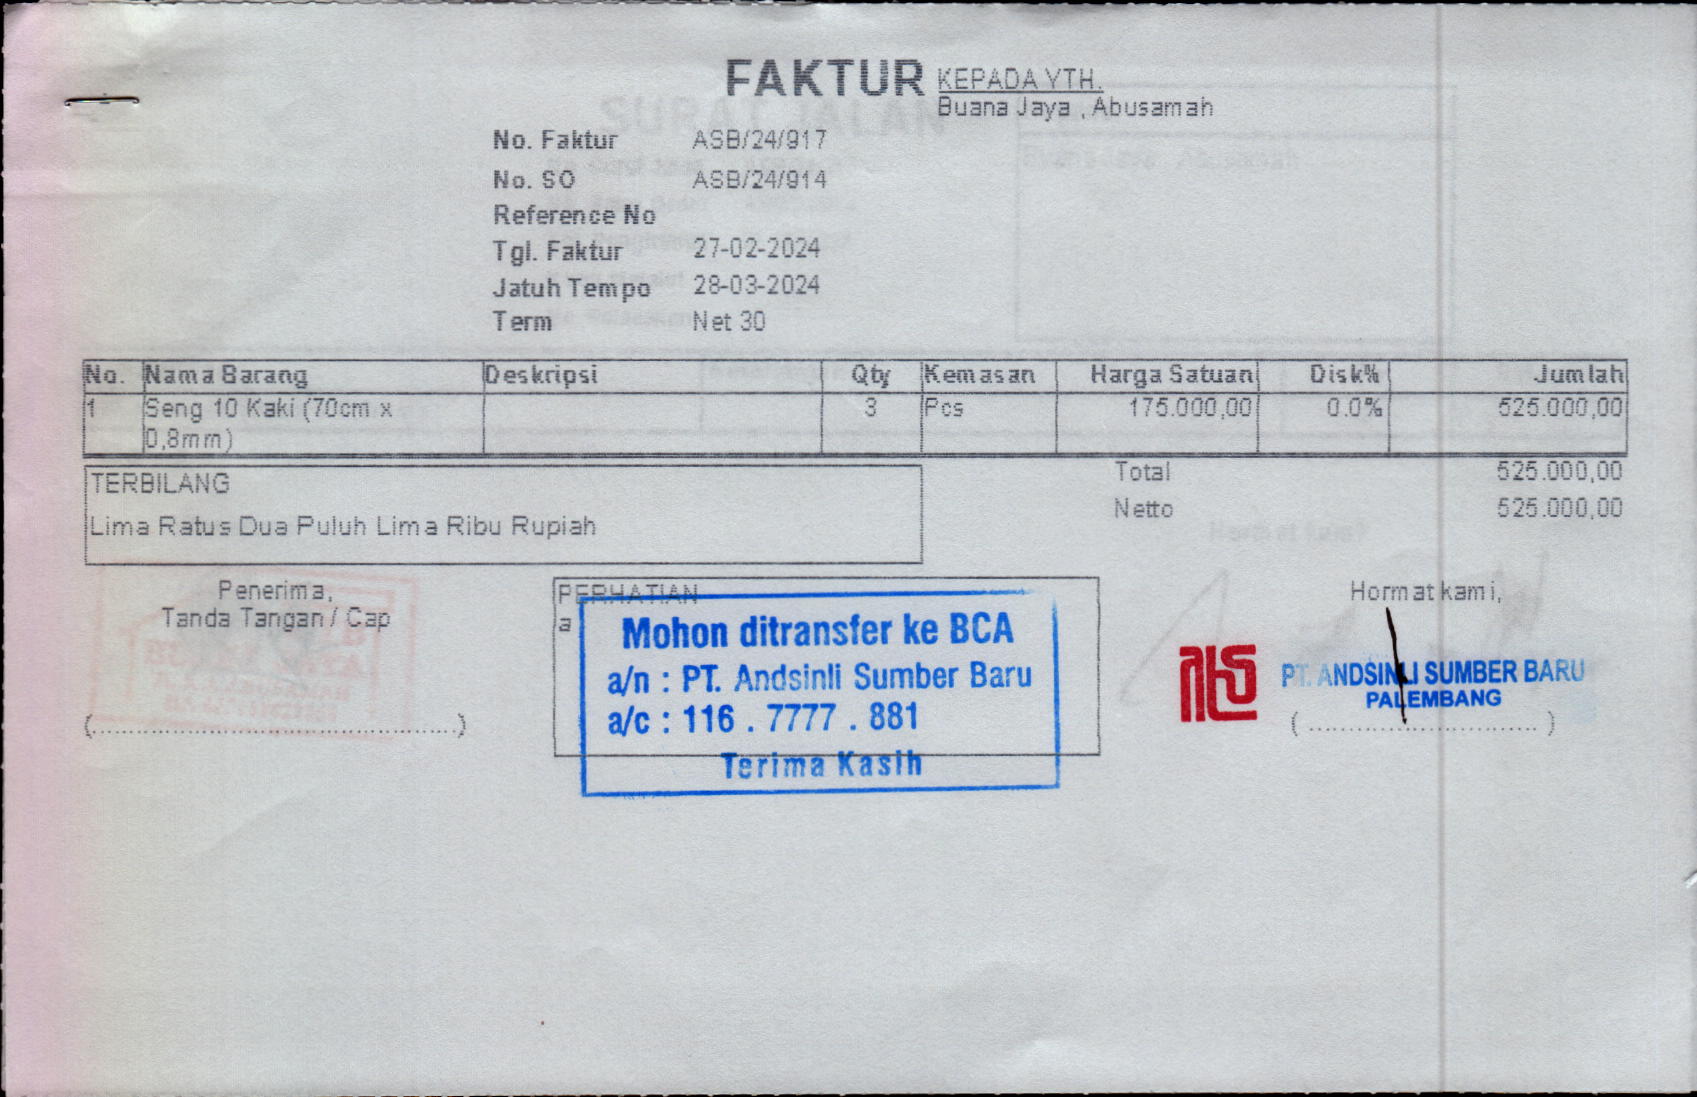 FAKTUR
KEPADA YTH.
Buana Jaya , Abusamah
No. Faktur ASB/24/917
No. SO ASB/24/914
Reference No
Tgl. Faktur 27-02-2024
Jatuh Tempo 28-03-2024
Term Net 30
No. Nama Barang Deskripsi Qty Kemasan Harga Satuan Disk% Jumlah
1 Seng 10 Kaki (70cm x 3 Pcs 175.000,00 0.0% 525.000,00
0,8mm)
TERBILANG
Lima Ratus Dua Puluh Lima Ribu Rupiah
Total 525.000,00
Netto 525.000,00
Penerima,
Tanda Tangan / Cap
(..............................................)
PERHATIAN
a
Mohon ditransfer ke BCA
a/n : PT. Andsinli Sumber Baru
a/c : 116 . 7777 . 881
Terima Kasih
Hormat kami,
PT. ANDSINLI SUMBER BARU
PALEMBANG
(.............................)
SURAT JALAN